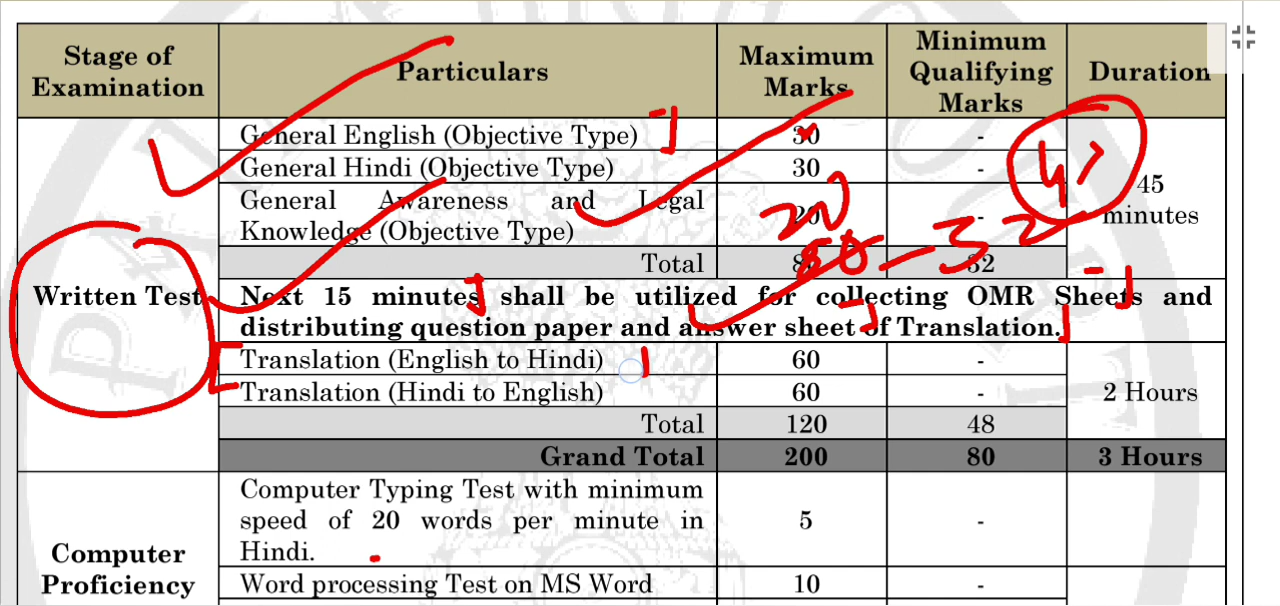 Stage of Examination
Particulars
Maximum Marks
Minimum Qualifying Marks
Duration
General English (Objective Type) 30 -
General Hindi (Objective Type) 30 -
General Awareness and Legal
Knowledge (Objective Type) 20 -
45 minutes
20
Total 80 32
80 - 32
Written Test
Next 15 minutes shall be utilized for collecting OMR Sheets and
distributing question paper and answer sheet of Translation.
Translation (English to Hindi) 60 -
Translation (Hindi to English) 60 -
2 Hours
Total 120 48
Grand Total 200 80 3 Hours
Computer Typing Test with minimum
speed of 20 words per minute in
Hindi.
5 -
Computer
Proficiency
Word processing Test on MS Word 10 -